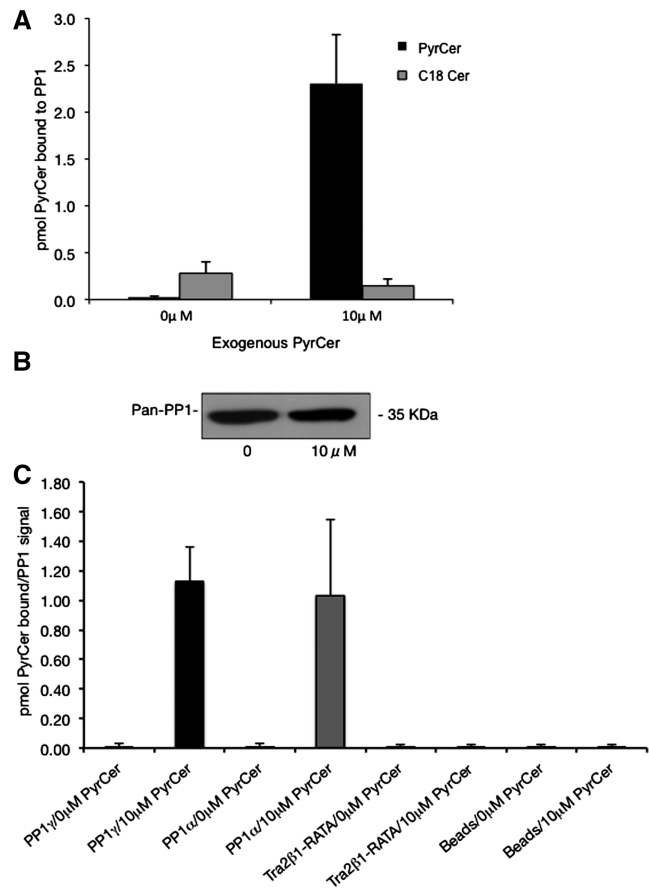 A
pmol PyrCer bound to PP1
3.0
2.5
2.0
1.5
1.0
0.5
0.0
PyrCer
C18 Cer
0μ M
10μ M
Exogenous PyrCer
B
Pan-PP1-
- 35 KDa
0
10 μ M
C
pmol PyrCer bound/PP1 signal
1.80
1.60
1.40
1.20
1.00
0.80
0.60
0.40
0.20
0.00
PP1γ/0μM PyrCer
PP1γ/10μM PyrCer
PP1α/0μM PyrCer
PP1α/10μM PyrCer
Tra2β1-RATA/0μM PyrCer
Tra2β1-RATA/10μM PyrCer
Beads/0μM PyrCer
Beads/10μM PyrCer